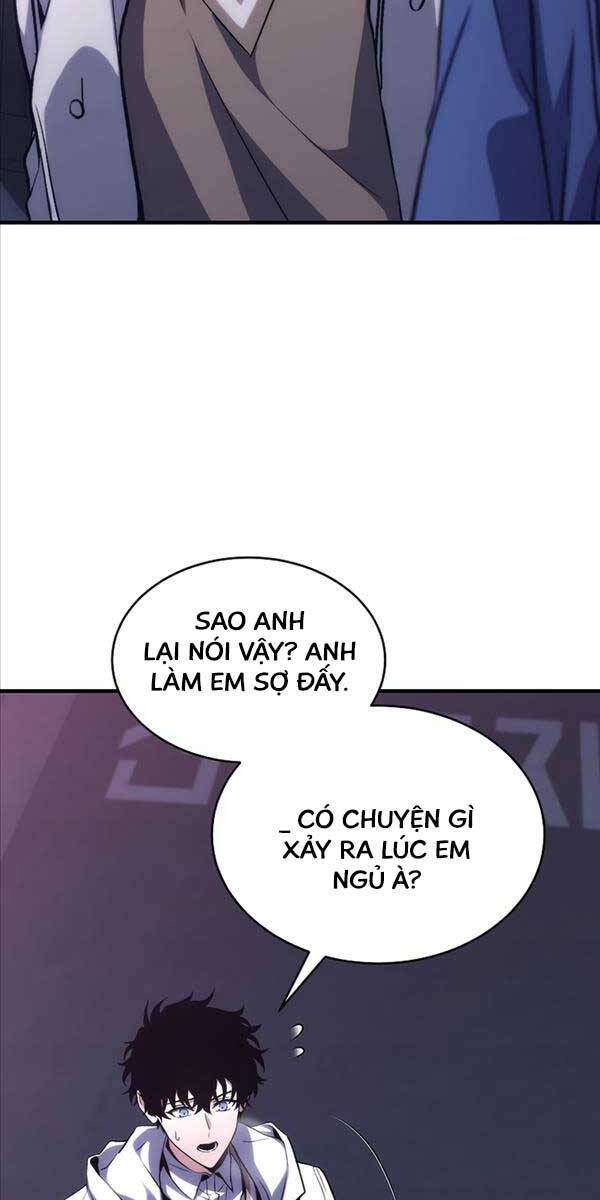 SAO ANH
LẠI NÓI VẬY? ANH
LÀM EM SỢ ĐẤY.
_ CÓ CHUYỆN GÌ
XẢY RA LÚC EM
NGỦ À?